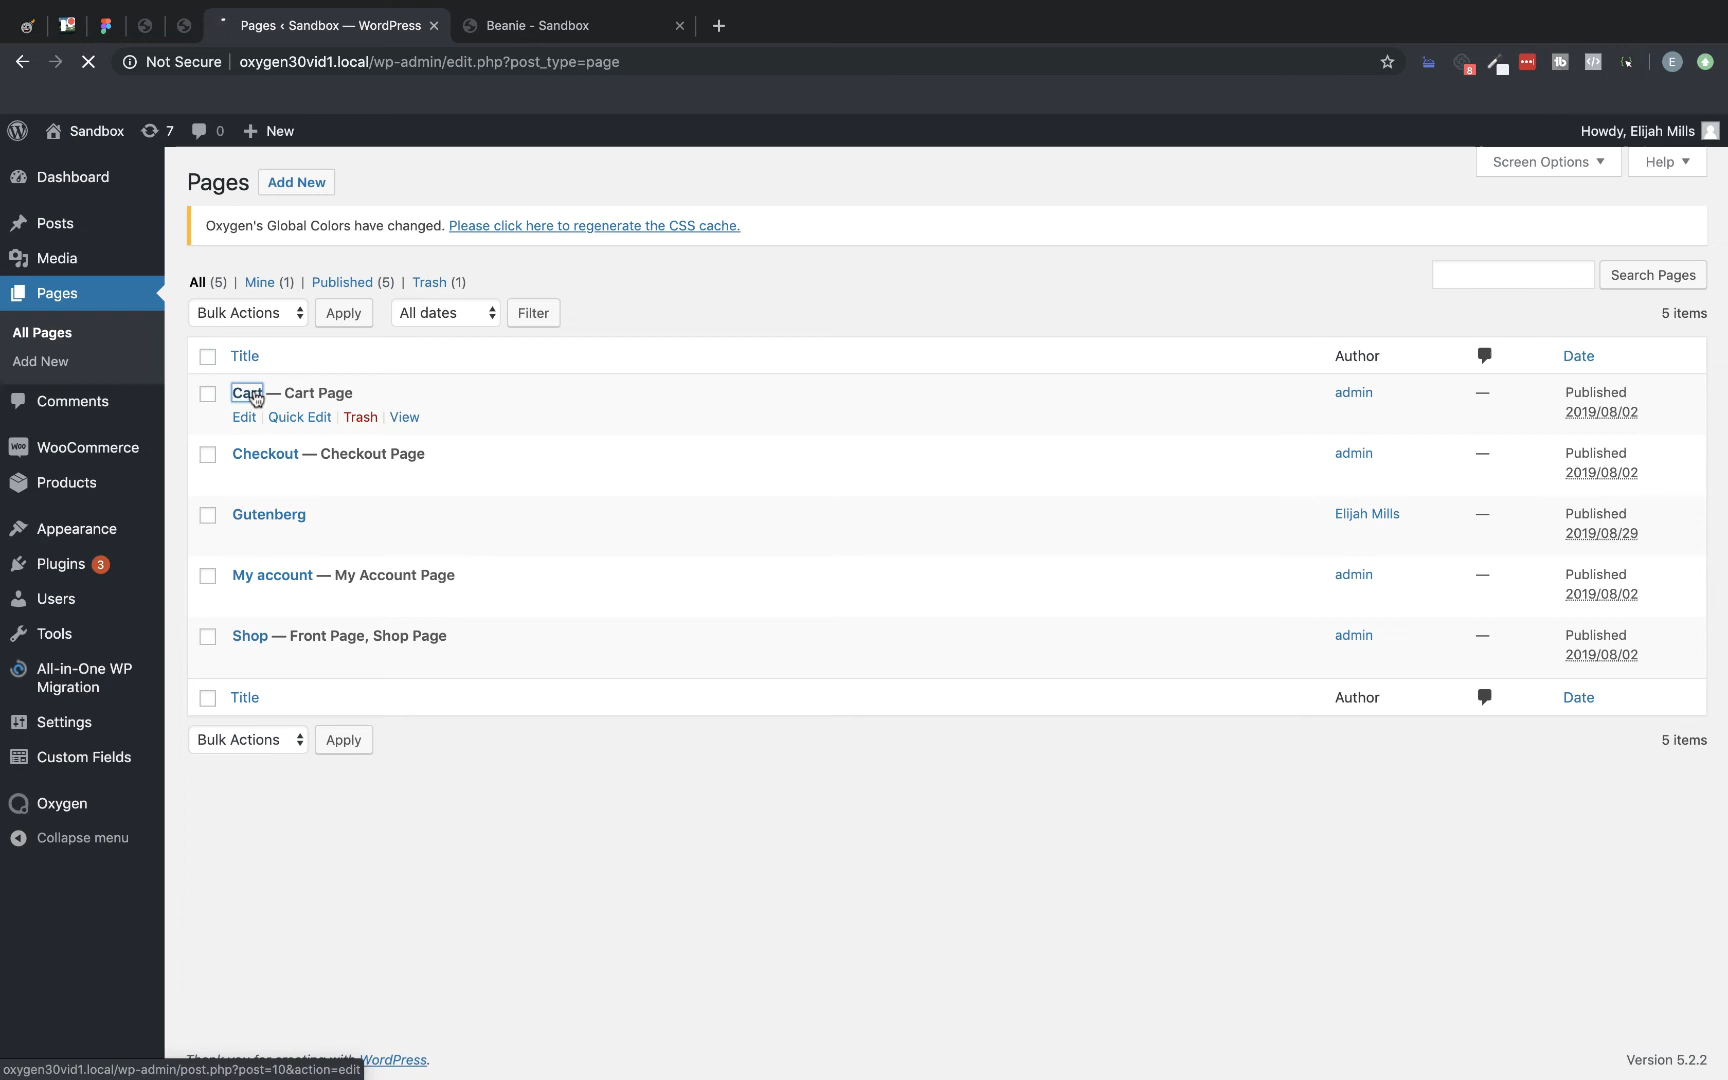 Pages ‹ Sandbox — WordPress
Beanie - Sandbox
Not Secure
oxygen30vid1.local/wp-admin/edit.php?post_type=page
8
1b
E
Sandbox
7
0
+ New
Howdy, Elijah Mills
Dashboard
Posts
Media
Pages
All Pages
Add New
Comments
Woo
WooCommerce
Products
Appearance
Plugins 3
Users
Tools
All-in-One WP
Migration
Settings
Custom Fields
Oxygen
Collapse menu
Screen Options
Help
Pages
Add New
Oxygen's Global Colors have changed. Please click here to regenerate the CSS cache.
All (5) | Mine (1) | Published (5) | Trash (1)
Search Pages
Bulk Actions
Apply
All dates
Filter
5 items
Title
Author
Date
Cart — Cart Page
admin
—
Published
2019/08/02
Edit | Quick Edit | Trash | View
Checkout — Checkout Page
admin
—
Published
2019/08/02
Gutenberg
Elijah Mills
—
Published
2019/08/29
My account — My Account Page
admin
—
Published
2019/08/02
Shop — Front Page, Shop Page
admin
—
Published
2019/08/02
Title
Author
Date
Bulk Actions
Apply
5 items
Thank you for creating with WordPress.
Version 5.2.2
oxygen30vid1.local/wp-admin/post.php?post=10&action=edit